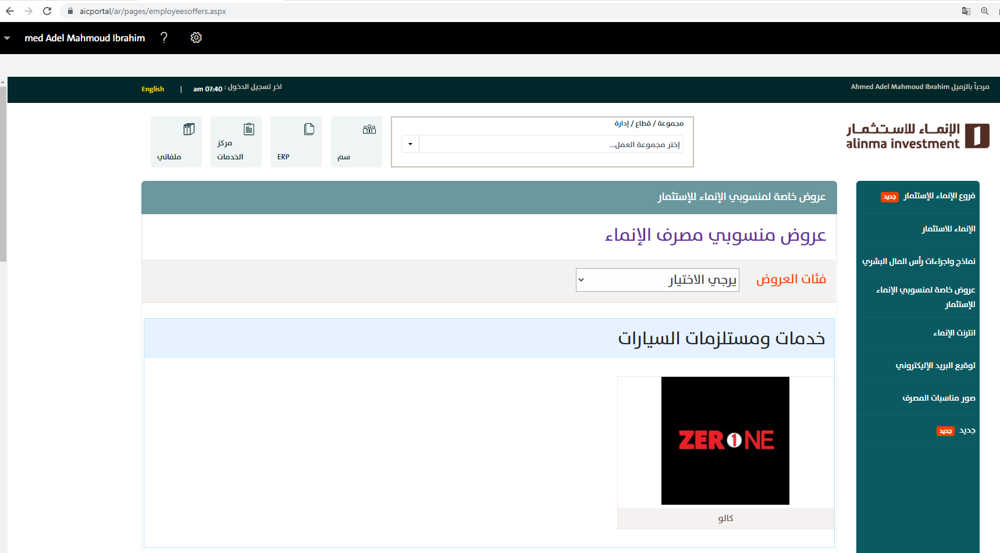 aicportal/ar/pages/employeesoffers.aspx
med Adel Mahmoud Ibrahim ?
مرحباً بالزميل Ahmed Adel Mahmoud Ibrahim
اخر تسجيل الدخول : 07:40 am | English
الإنماء للاستثمار
alinma investment
مجموعة / قطاع / إدارة
إختر مجموعة العمل...
سم
ERP
مركز
الخدمات
ملفاتي
فروع الإنماء للإستثمار جديد
الإنماء للاستثمار
نماذج واجراءات رأس المال البشري
عروض خاصة لمنسوبي الإنماء
للإستثمار
انترنت الإنماء
توقيع البريد الإليكتروني
صور مناسبات المصرف
جديد جديد
عروض خاصة لمنسوبي الإنماء للإستثمار
عروض منسوبي مصرف الإنماء
فئات العروض يرجي الاختيار
خدمات ومستلزمات السيارات
ZER1NE
كالو